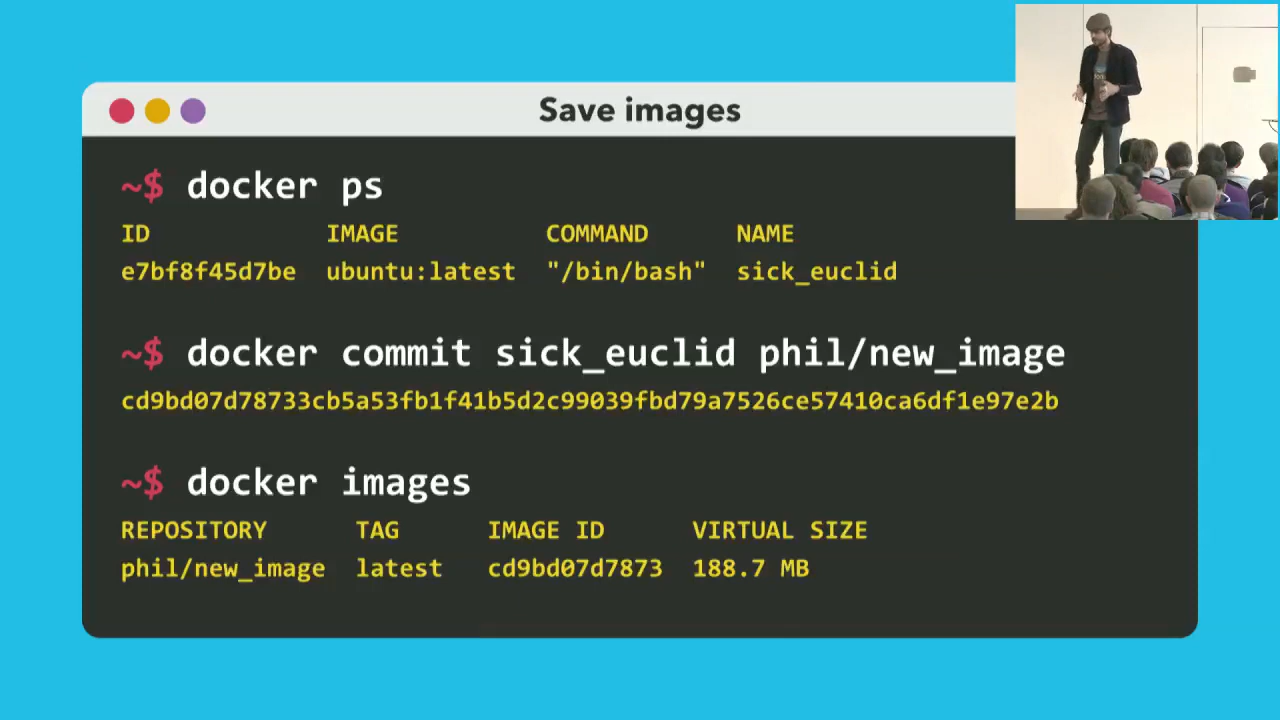 Save images
~$ docker ps
ID IMAGE COMMAND NAME
e7bf8f45d7be ubuntu:latest "/bin/bash" sick_euclid
~$ docker commit sick_euclid phil/new_image
cd9bd07d78733cb5a53fb1f41b5d2c99039fbd79a7526ce57410ca6df1e97e2b
~$ docker images
REPOSITORY TAG IMAGE ID VIRTUAL SIZE
phil/new_image latest cd9bd07d7873 188.7 MB